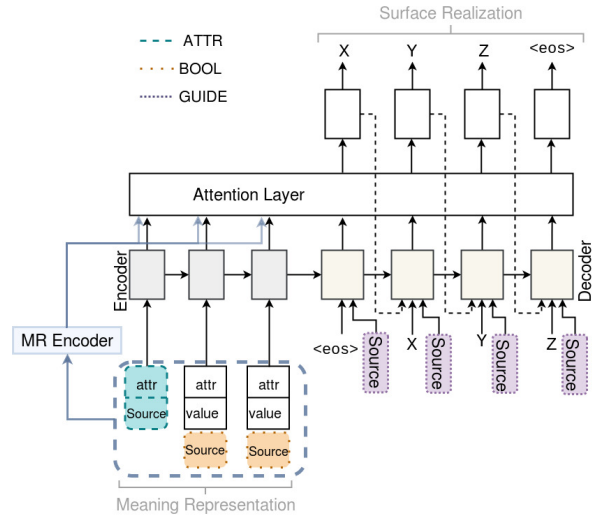 Surface Realization
ATTR
BOOL
GUIDE
X Y Z <eos>
Attention Layer
Encoder
Decoder
MR Encoder
<eos> X Y Z
Source Source Source Source
attr attr attr
Source value value
Source Source
Meaning Representation